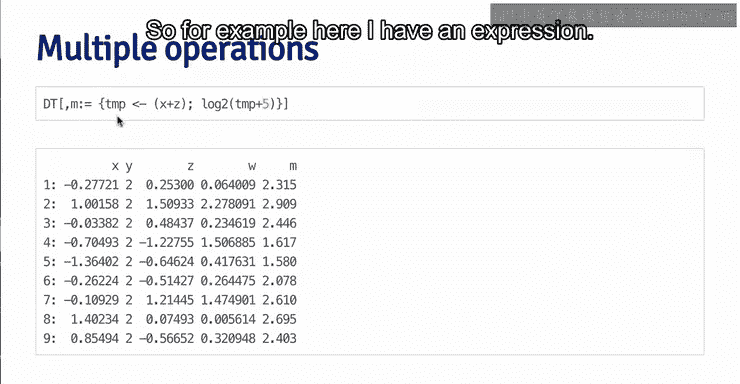 So for example here I have an expression.
Multiple operations
DT[,m:= {tmp <- (x+z); log2(tmp+5)}]
x y z w m
1: -0.27721 2 0.25300 0.064009 2.315
2: 1.00158 2 1.50933 2.278091 2.909
3: -0.03382 2 0.48437 0.234619 2.446
4: -0.70493 2 -1.22755 1.506885 1.617
5: -1.36402 2 -0.64624 0.417631 1.580
6: -0.26224 2 -0.51427 0.264475 2.078
7: -0.10929 2 1.21445 1.474901 2.610
8: 1.40234 2 0.07493 0.005614 2.695
9: 0.85494 2 -0.56652 0.320948 2.403